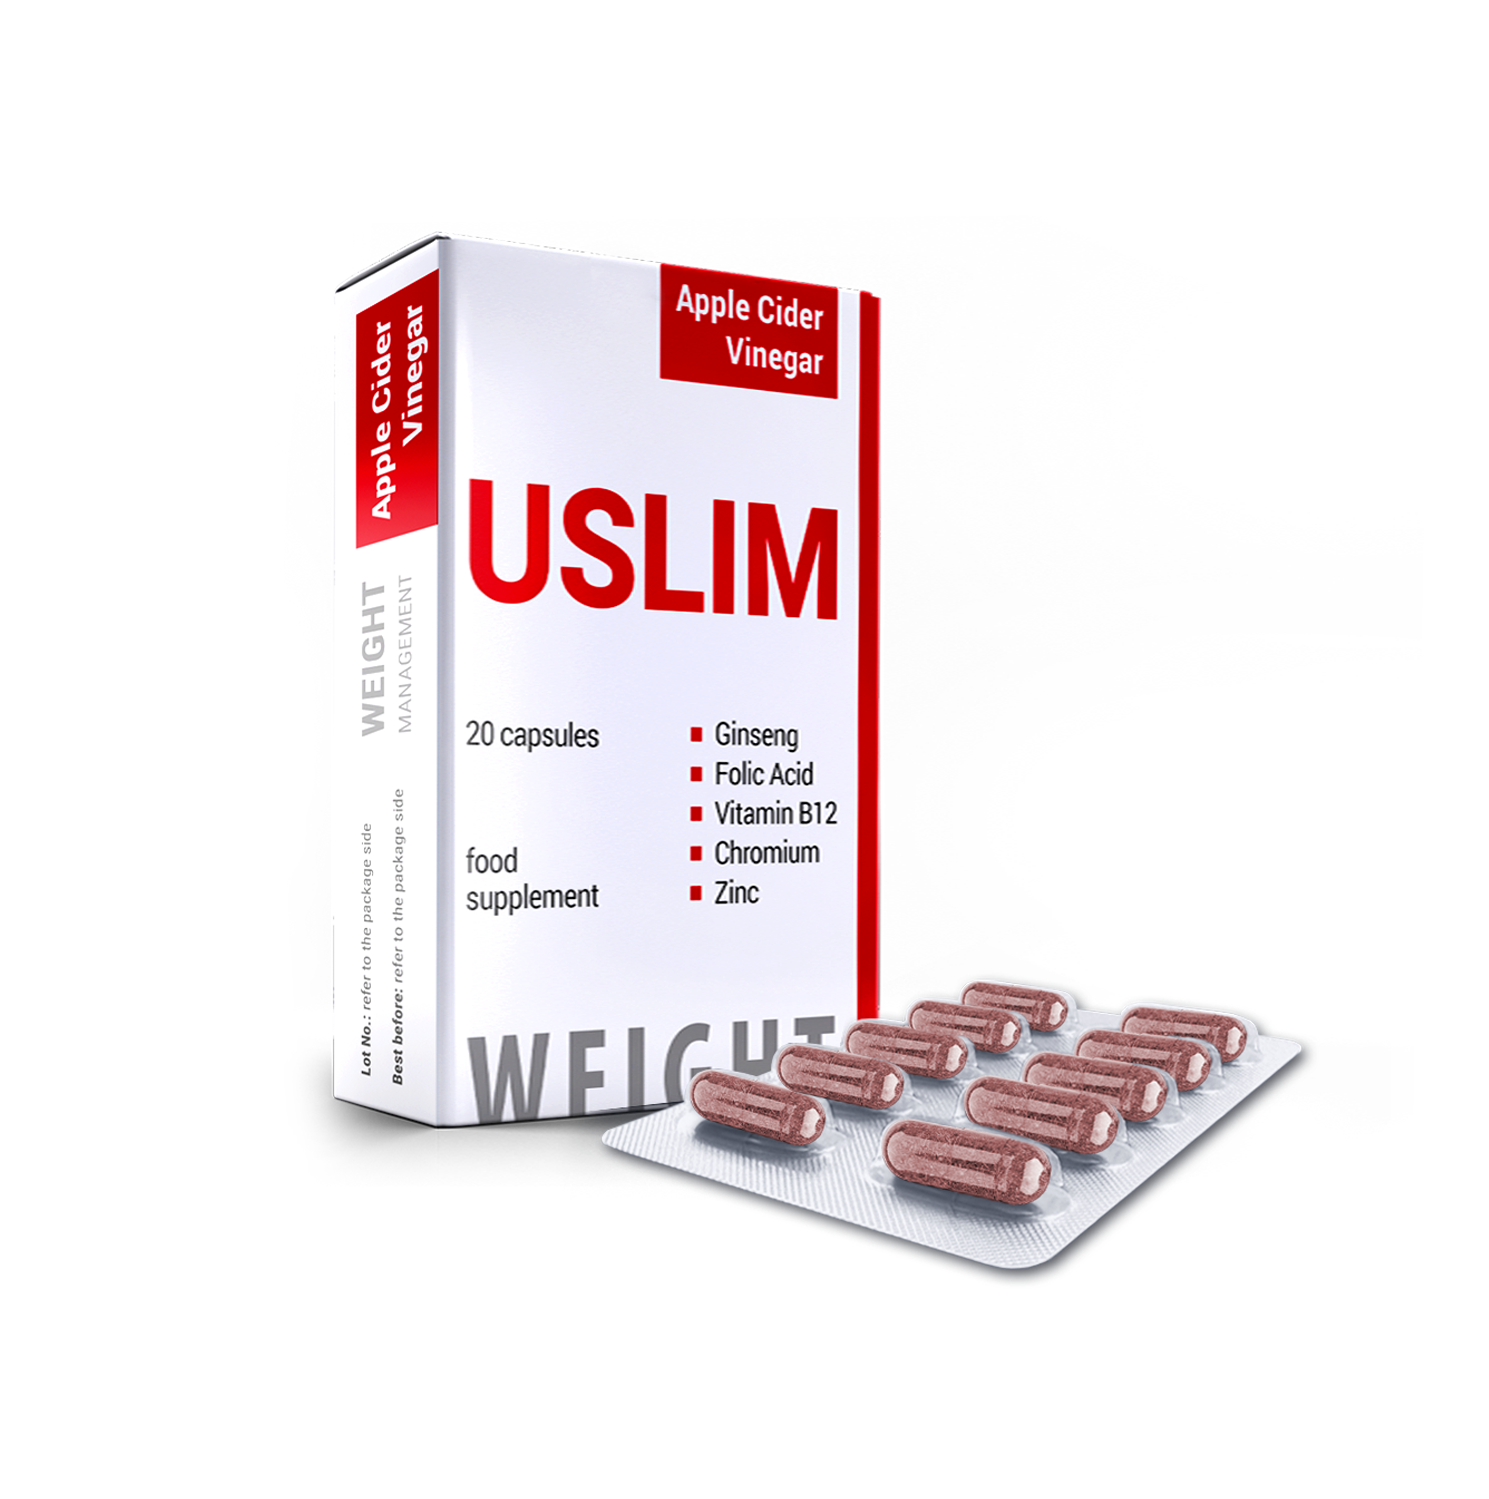 Apple Cider
Vinegar
WEIGHT
MANAGEMENT
Lot No.: refer to the package side
Best before: refer to the package side
Apple Cider
Vinegar
USLIM
20 capsules
food
supplement
Ginseng
Folic Acid
Vitamin B12
Chromium
Zinc
WEIGHT